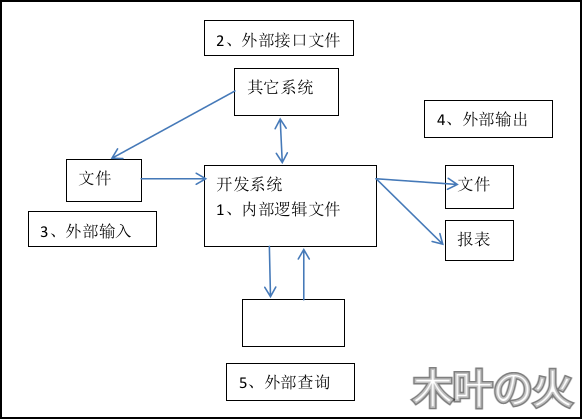 2、外部接口文件
其它系统
4、外部输出
文件
开发系统
1、内部逻辑文件
文件
3、外部输入
报表
5、外部查询
木叶の火